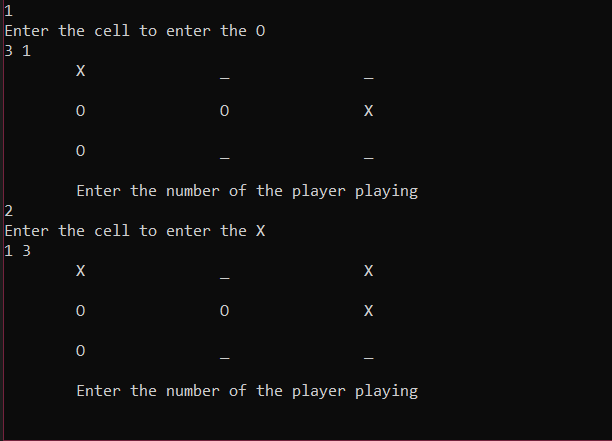 1
Enter the cell to enter the O
3 1
X _ _
O O X
O _ _
Enter the number of the player playing
2
Enter the cell to enter the X
1 3
X _ X
O O X
O _ _
Enter the number of the player playing